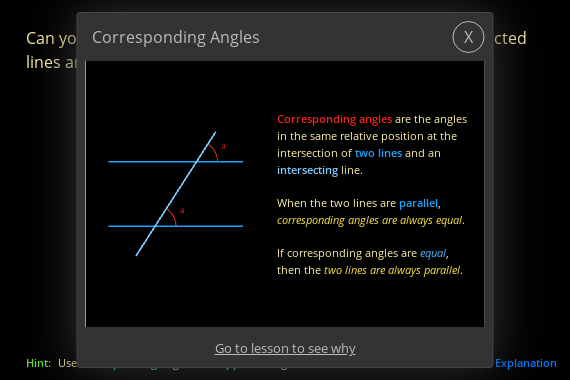 Can yo
cted
lines a
Corresponding Angles
X
Corresponding angles are the angles
in the same relative position at the
intersection of two lines and an
intersecting line.
When the two lines are parallel,
corresponding angles are always equal.
If corresponding angles are equal,
then the two lines are always parallel.
a
a
Go to lesson to see why
Hint: Use
Explanation